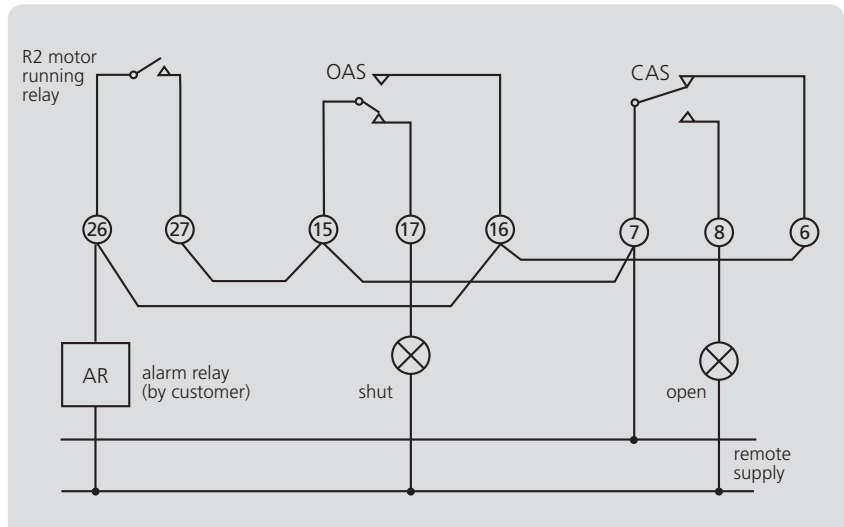 R2 motor
running
relay
OAS
CAS
26
27
15
17
16
7
8
6
AR
alarm relay
(by customer)
shut
open
remote
supply